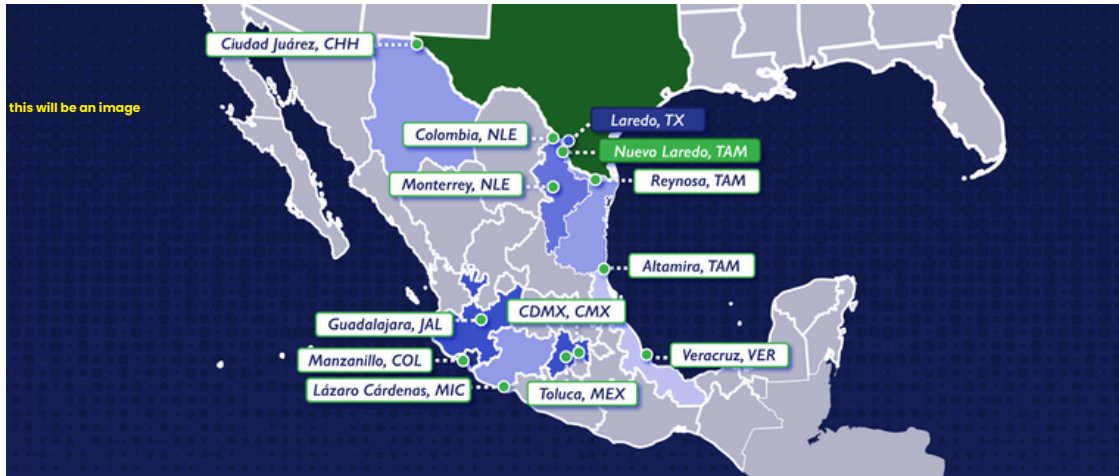 Ciudad Juárez, CHH
this will be an image
Laredo, TX
Colombia, NLE
Nuevo Laredo, TAM
Monterrey, NLE
Reynosa, TAM
Altamira, TAM
CDMX, CMX
Guadalajara, JAL
Manzanillo, COL
Veracruz, VER
Lázaro Cárdenas, MIC
Toluca, MEX